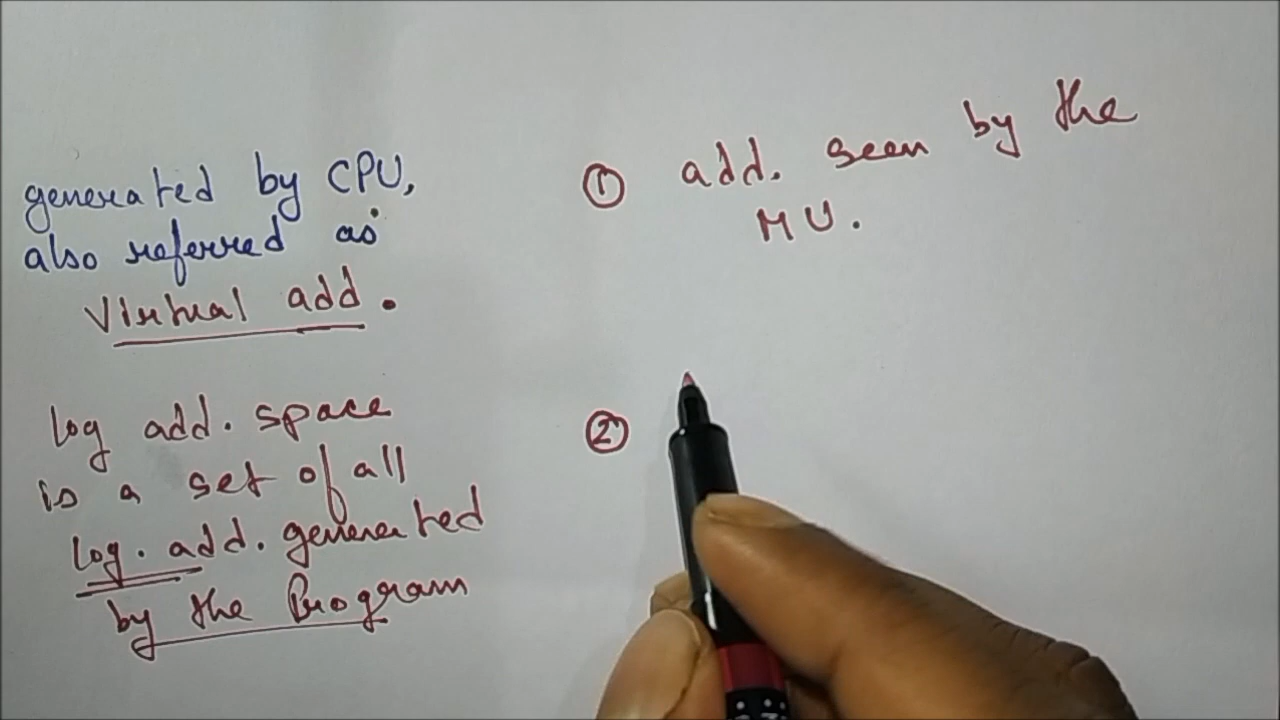 generated by CPU,
also referred as
Virtual add.
log add. space
is a set of all
log. add. generated
by the Program
① add. seen by the
MU.
②